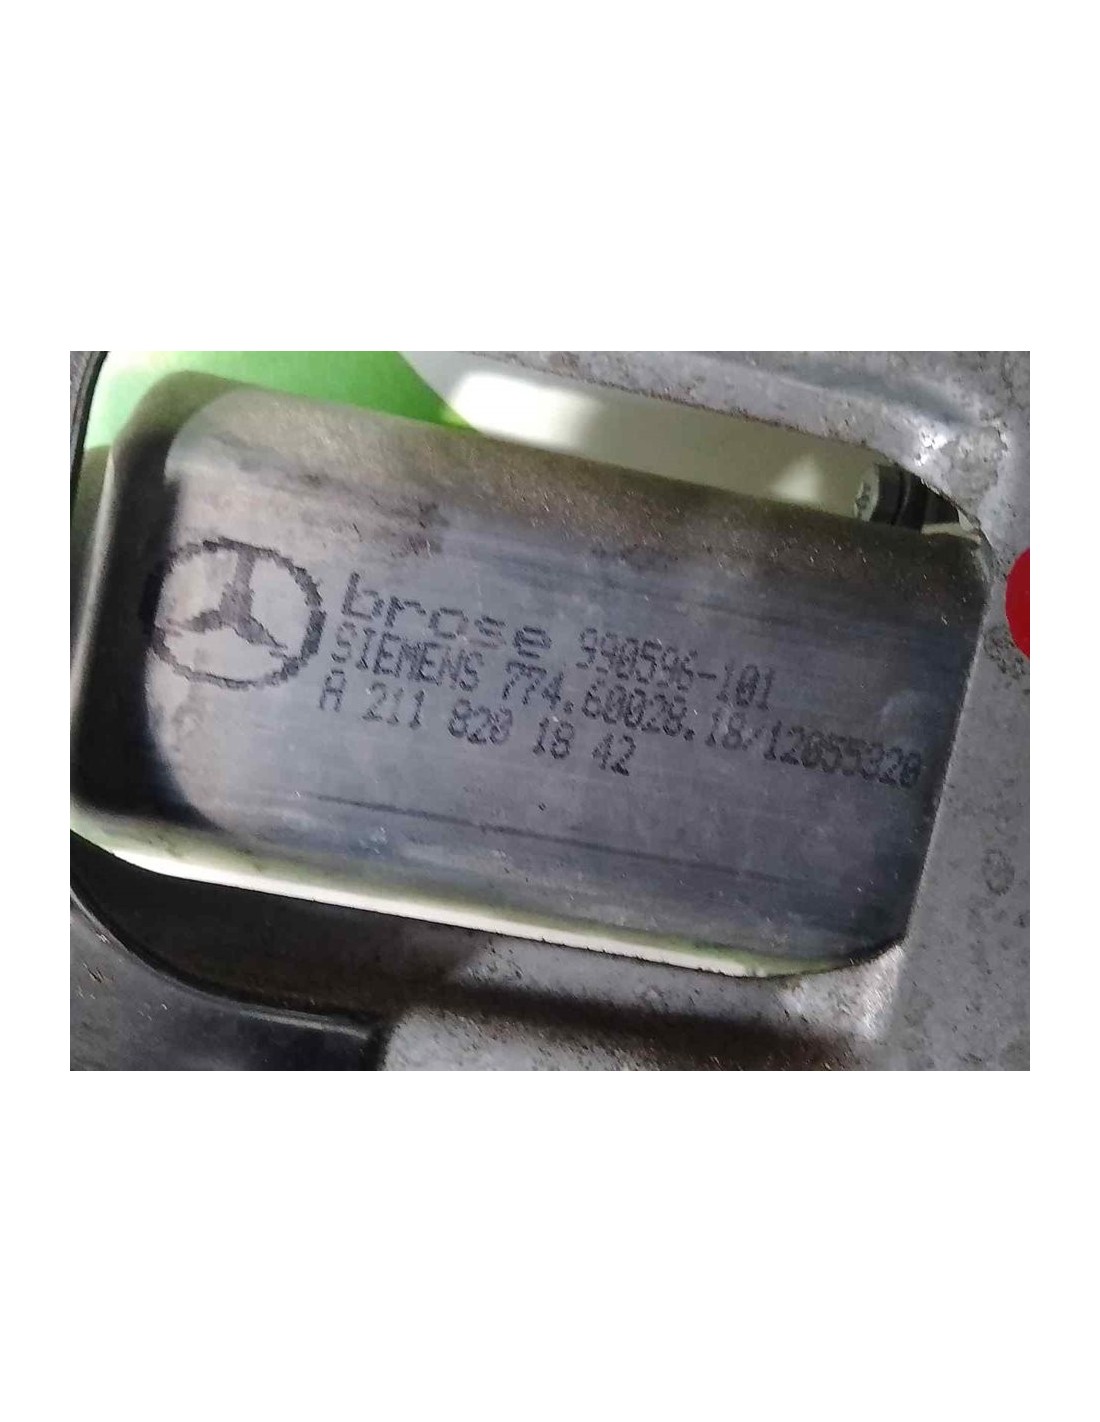 brose 990596-101
SIEMENS 774.60028.18/12055320
A 211 820 18 42